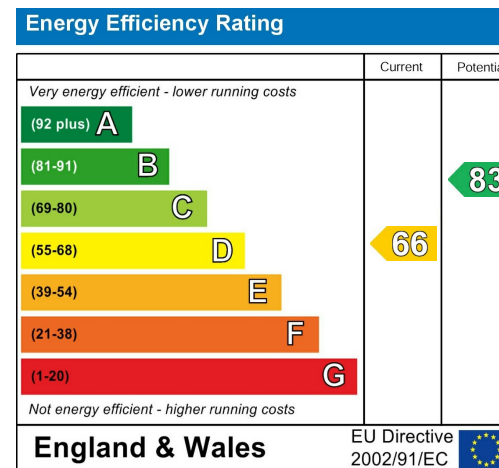 Energy Efficiency Rating
Current Potentia
Very energy efficient - lower running costs
(92 plus) A
(81-91) B
83
(69-80) C
(55-68) D
66
(39-54) E
(21-38) F
(1-20) G
Not energy efficient - higher running costs
England & Wales
EU Directive
2002/91/EC